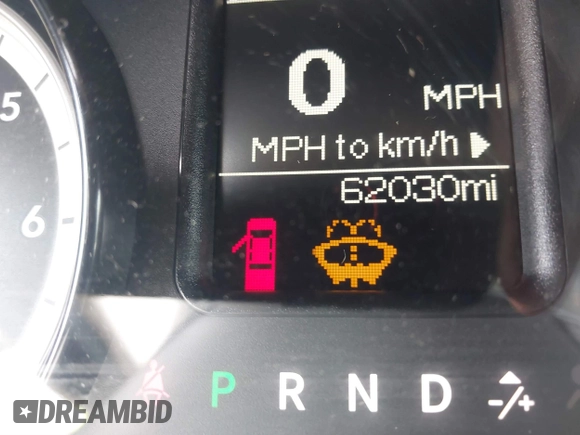 0 MPH
MPH to km/h
62030mi
5
6
P R N D -/+
DREAMBID